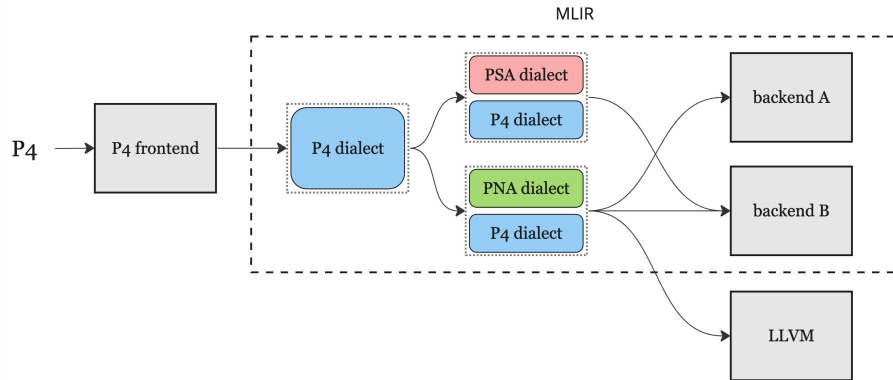 MLIR
P4
P4 frontend
P4 dialect
PSA dialect
P4 dialect
PNA dialect
P4 dialect
backend A
backend B
LLVM